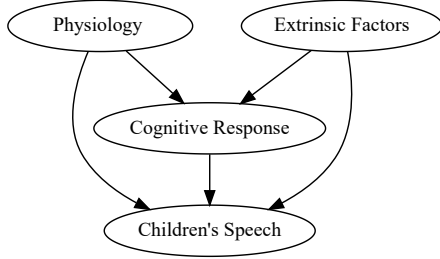 Physiology
Extrinsic Factors
Cognitive Response
Children's Speech